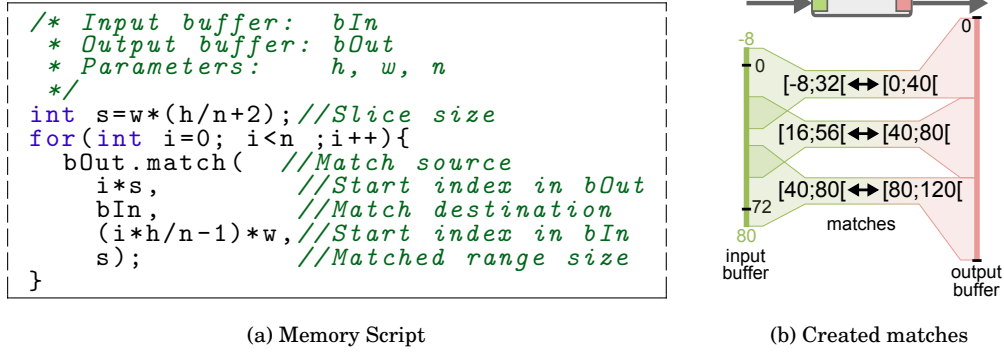 /* Input buffer:  bIn
 * Output buffer: bOut
 * Parameters:    h, w, n
 */
int s=w*(h/n+2);//Slice size
for(int i=0; i<n ;i++){
  bOut.match(  //Match source
    i*s,         //Start index in bOut
    bIn,         //Match destination
    (i*h/n-1)*w,//Start index in bIn
    s);          //Matched range size
}
(a) Memory Script
-8
0
0
[-8;32[↔[0;40[
[16;56[↔[40;80[
[40;80[↔[80;120[
72
matches
80
input
buffer
output
buffer
(b) Created matches